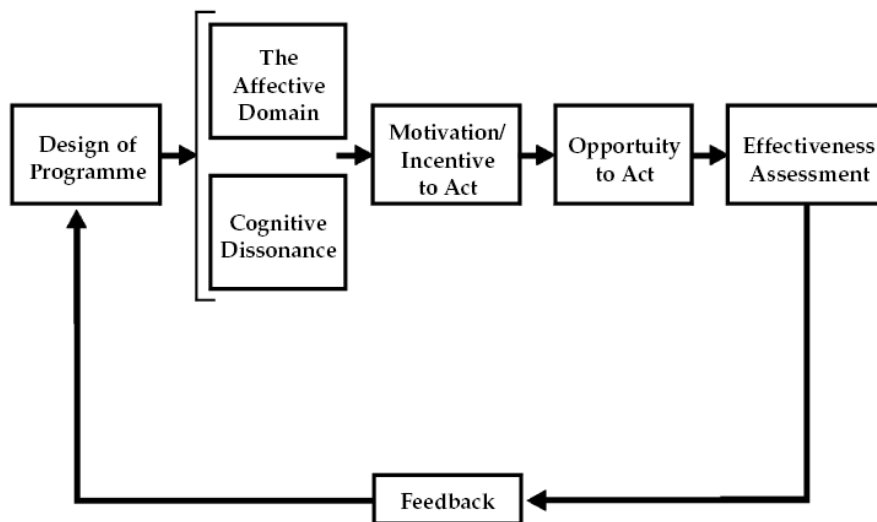 The
Affective
Domain
Design of
Programme
Cognitive
Dissonance
Motivation/
Incentive
to Act
Opportuity
to Act
Effectiveness
Assessment
Feedback